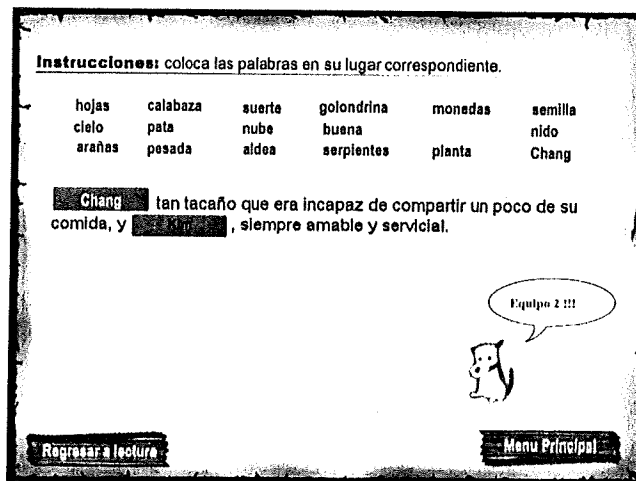 Instrucciones: coloca las palabras en su lugar correspondiente.
hojas calabaza suerte golondrina monedas semilla
cielo pata nube buena nido
arañas pesada aldea serpientes planta Chang
Chang tan tacaño que era incapaz de compartir un poco de su
comida, y Kim , siempre amable y servicial.
Equipo 2 !!!
Regresar a lectura
Menu Principal